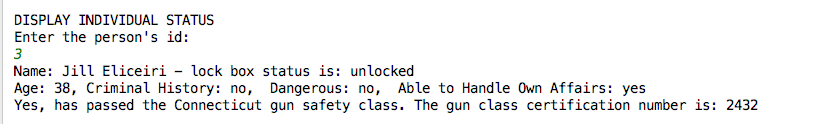 DISPLAY INDIVIDUAL STATUS
Enter the person's id:
3
Name: Jill Eliceiri - lock box status is: unlocked
Age: 38, Criminal History: no,  Dangerous: no,  Able to Handle Own Affairs: yes
Yes, has passed the Connecticut gun safety class. The gun class certification number is: 2432